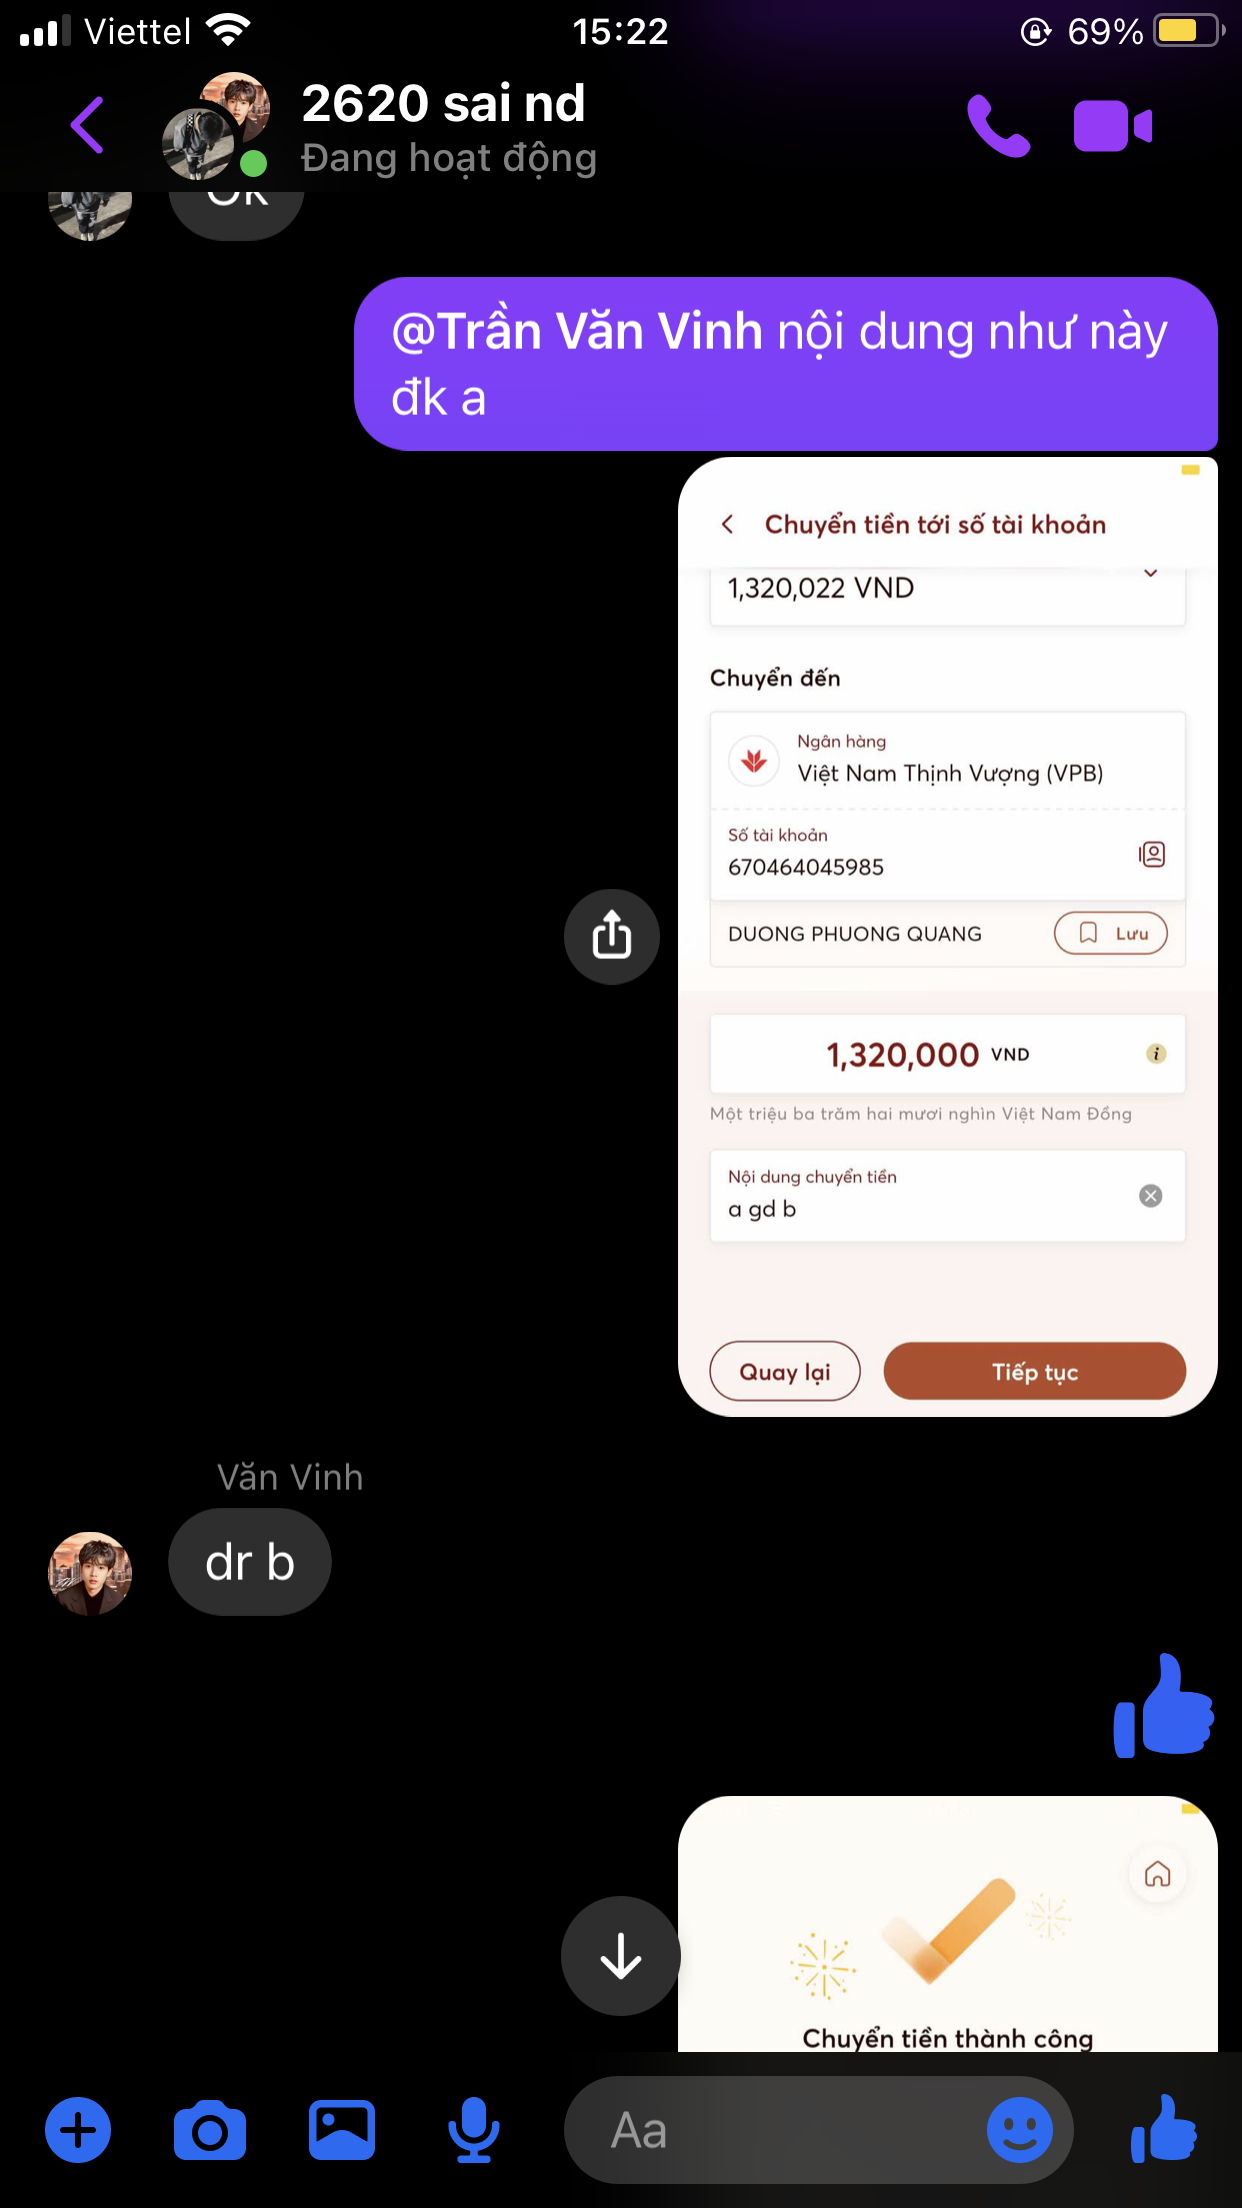 Viettel 15:22 69%
2620 sai nd
Đang hoạt động
Ok
@Trần Văn Vinh nội dung như này
đk a
Chuyển tiền tới số tài khoản
1,320,022 VND
Chuyển đến
Ngân hàng
Việt Nam Thịnh Vượng (VPB)
Số tài khoản
670464045985
DUONG PHUONG QUANG
Lưu
1,320,000 VND
Một triệu ba trăm hai mươi nghìn Việt Nam Đồng
Nội dung chuyển tiền
a gd b
Quay lại
Tiếp tục
Văn Vinh
dr b
Chuyển tiền thành công
Aa